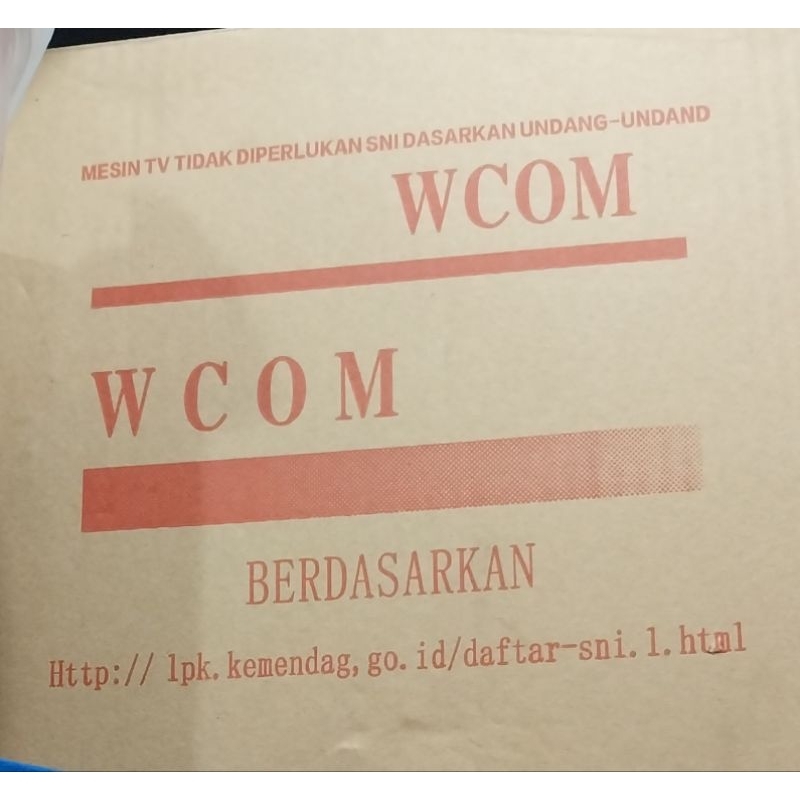 MESIN TV TIDAK DIPERLUKAN SNI DASARKAN UNDANG-UNDAND
WCOM
WCOM
BERDASARKAN
Http:// lpk.kemendag,go.id/daftar-sni.1.html